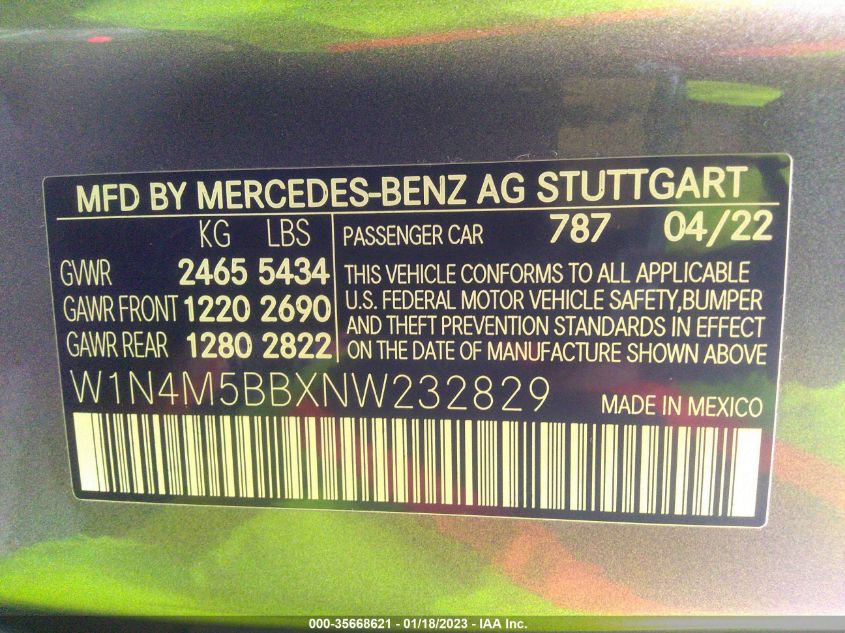 MFD BY MERCEDES-BENZ AG STUTTGART
KG LBS
GVWR 2465 5434
GAWR FRONT 1220 2690
GAWR REAR 1280 2822
PASSENGER CAR 787 04/22
THIS VEHICLE CONFORMS TO ALL APPLICABLE
U.S. FEDERAL MOTOR VEHICLE SAFETY,BUMPER
AND THEFT PREVENTION STANDARDS IN EFFECT
ON THE DATE OF MANUFACTURE SHOWN ABOVE
W1N4M5BBXNW232829 MADE IN MEXICO
000-35668621 - 01/18/2023 - IAA Inc.